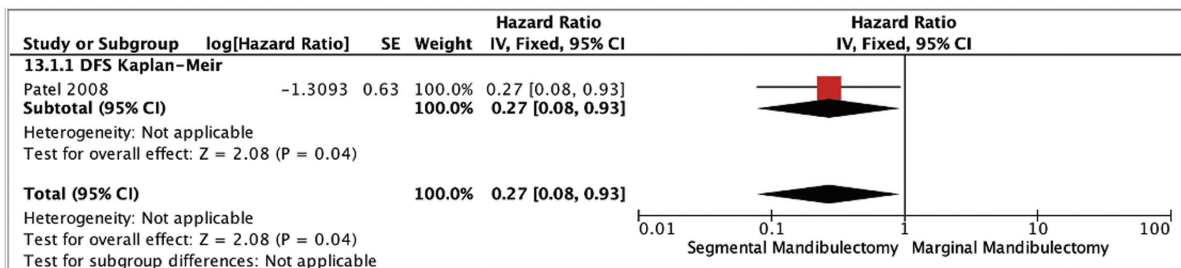 Hazard Ratio Hazard Ratio
Study or Subgroup log[Hazard Ratio] SE Weight IV, Fixed, 95% CI IV, Fixed, 95% CI
13.1.1 DFS Kaplan-Meir
Patel 2008 -1.3093 0.63 100.0% 0.27 [0.08, 0.93]
Subtotal (95% CI) 100.0% 0.27 [0.08, 0.93]
Heterogeneity: Not applicable
Test for overall effect: Z = 2.08 (P = 0.04)
Total (95% CI) 100.0% 0.27 [0.08, 0.93]
Heterogeneity: Not applicable
Test for overall effect: Z = 2.08 (P = 0.04)
Test for subgroup differences: Not applicable
0.01 0.1 1 10 100
Segmental Mandibulectomy Marginal Mandibulectomy